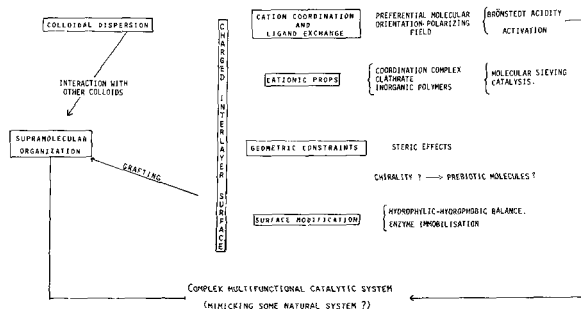 COLLOIDAL DISPERSION
INTERACTION WITH
OTHER COLLOIDS
SUPRAMOLECULAR
ORGANIZATION
GRAFTING
CHARGED INTERLAYER SURFACE
CATION COORDINATION
AND
LIGAND EXCHANGE
PREFERENTIAL MOLECULAR
ORIENTATION-POLARIZING
FIELD
BRÖNSTEDT ACIDITY
ACTIVATION
CATIONIC PROPS
COORDINATION COMPLEX
CLATHRATE
INORGANIC POLYMERS
MOLECULAR SIEVING
CATALYSIS.
GEOMETRIC CONSTRAINTS
STERIC EFFECTS
CHIRALITY ? → PREBIOTIC MOLECULES ?
SURFACE MODIFICATION
HYDROPHYLIC-HYDROPHOBIC BALANCE.
ENZYME IMMOBILISATION
COMPLEX MULTIFUNCTIONAL CATALYTIC SYSTEM
(MIMICKING SOME NATURAL SYSTEM ?)